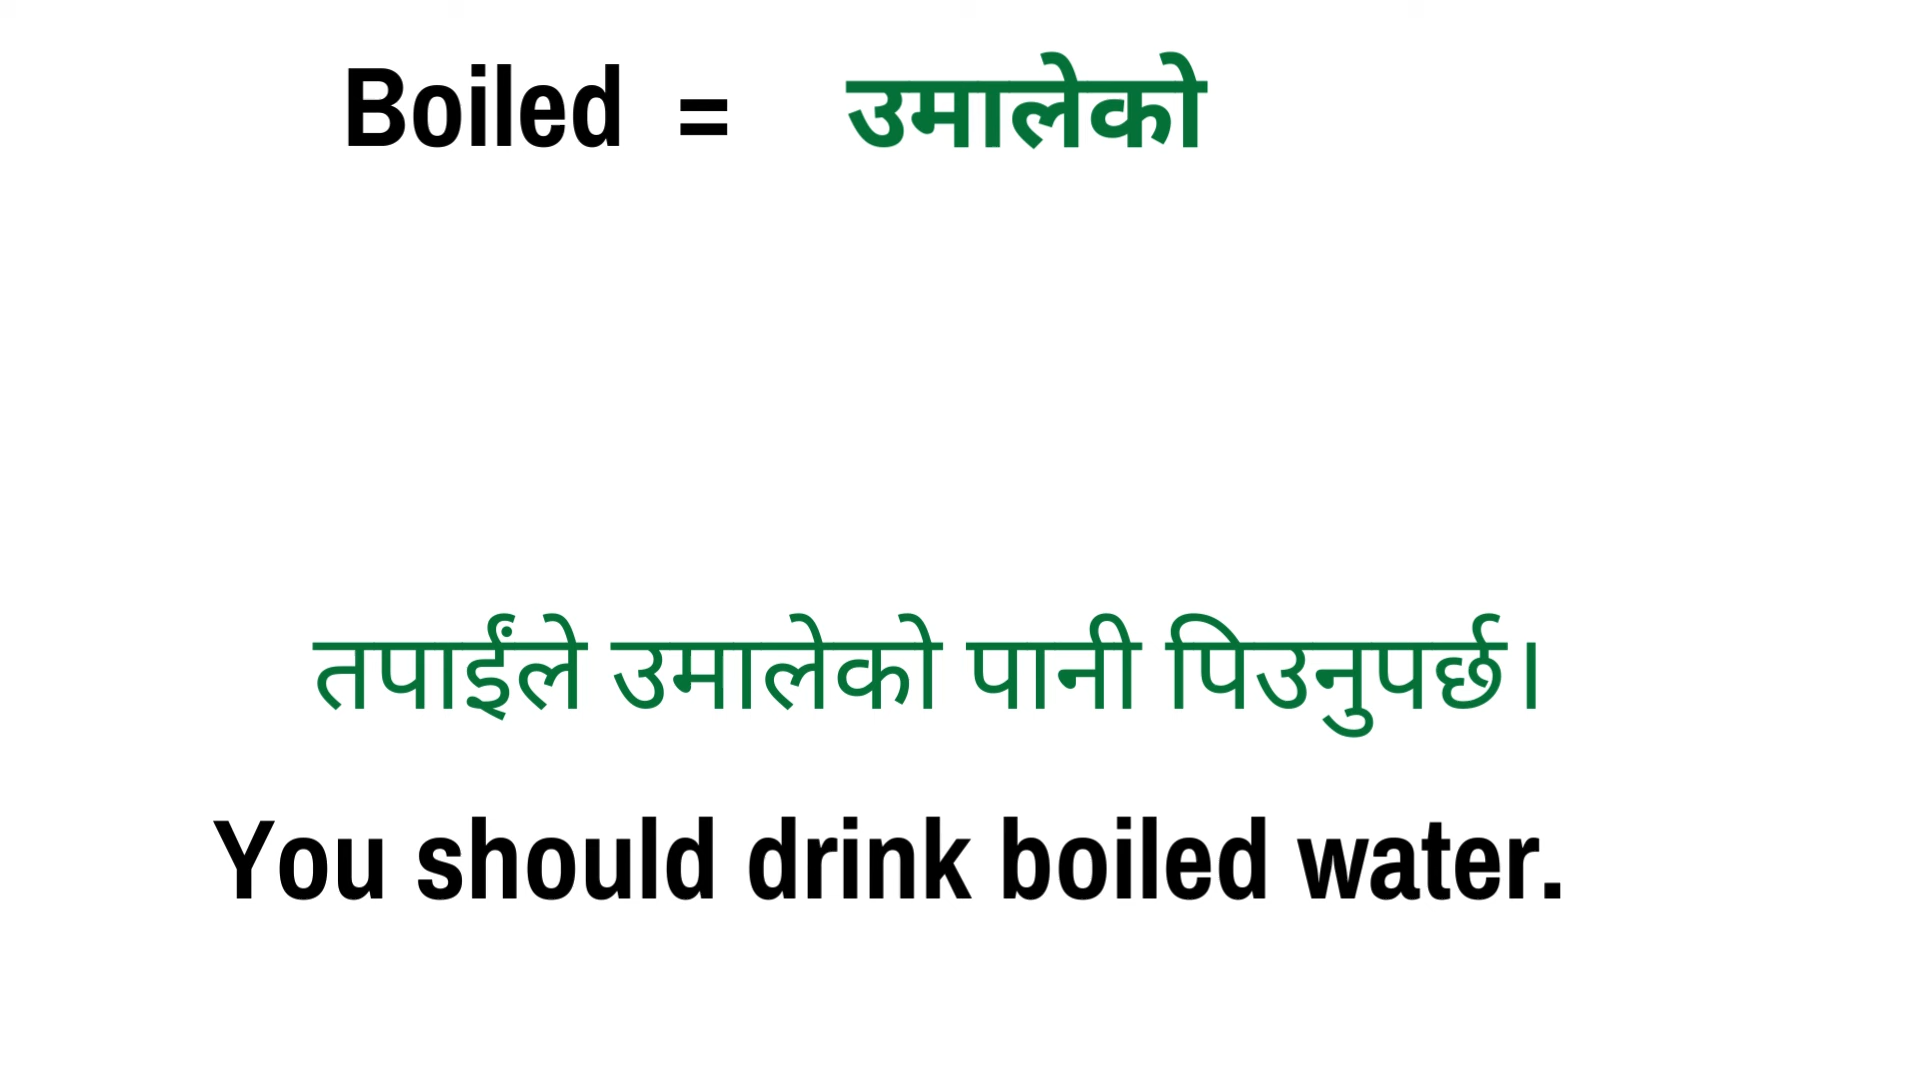 Boiled = उमालेको
तपाईंले उमालेको पानी पिउनुपर्छ।
You should drink boiled water.